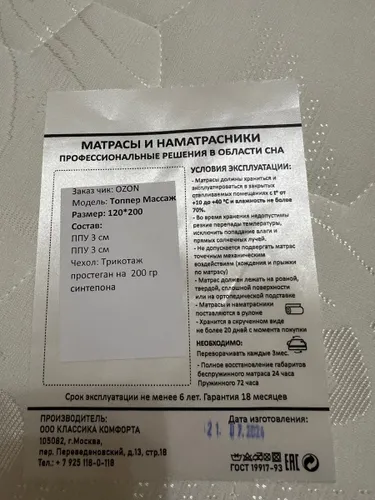 МАТРАСЫ И НАМАТРАСНИКИ
ПРОФЕССИОНАЛЬНЫЕ РЕШЕНИЯ В ОБЛАСТИ СНА
Заказ чик: OZON
Модель: Топпер Массаж
Размер: 120*200
Состав:
ППУ 3 см
ППУ 3 см
Чехол: Трикотаж
простеган на 200 гр
синтепона
УСЛОВИЯ ЭКСПЛУАТАЦИИ:
- Матрасы должны храниться и
эксплуатироваться в закрытых
отапливаемых помещениях с t° от
+10 до +40 °С и влажность не более
70%.
- Во время хранения недопустимы
резкие перепады температуры,
исключить попадание влаги и
прямых солнечных лучей.
- Не допускается подвергать матрас
точечным механическим
воздействиям (хождения и прыжки
по матрасу)
- Матрас должен лежать на ровной,
твердой, сплошной поверхности
или на ортопедической подставке
- Матрасы и наматрасники
поставляются в рулоне
- Хранится в скрученном виде
не более 20 дней с момента покупки
НЕОБХОДИМО:
Переворачивать каждые 3мес.
- Полное восстановление габаритов
беспружинного матраса 24 часа
Пружинного 72 часа
Срок эксплуатации не менее 6 лет. Гарантия 18 месяцев
ПРОИЗВОДИТЕЛЬ:
ООО КЛАССИКА КОМФОРТА
105082, г.Москва,
пер. Переведеновский, д.13, стр.18
Тел.: + 7 925 118-0-118
Дата изготовления:
21. 07. 2024
ГОСТ 19917-93
EAC